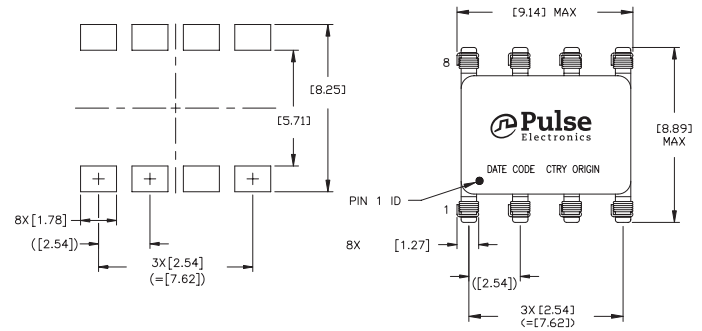 [8.25]
[5.71]
8X[1.78]
([2.54])
3X[2.54]
(=[7.62])
[9.14] MAX
8
[8.89]
MAX
Pulse
Electronics
DATE CODE CTRY ORIGIN
PIN 1 ID
1
8X [1.27]
([2.54])
3X[2.54]
(=[7.62])